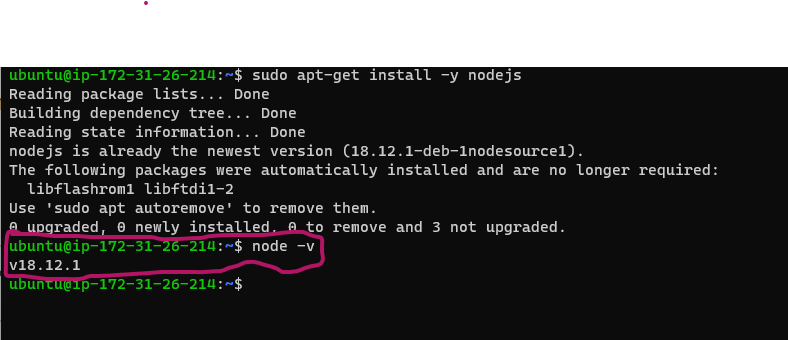 ubuntu@ip-172-31-26-214:~$ sudo apt-get install -y nodejs
Reading package lists... Done
Building dependency tree... Done
Reading state information... Done
nodejs is already the newest version (18.12.1-deb-1nodesource1).
The following packages were automatically installed and are no longer required:
  libflashrom1 libftdi1-2
Use 'sudo apt autoremove' to remove them.
0 upgraded, 0 newly installed, 0 to remove and 3 not upgraded.
ubuntu@ip-172-31-26-214:~$ node -v
v18.12.1
ubuntu@ip-172-31-26-214:~$